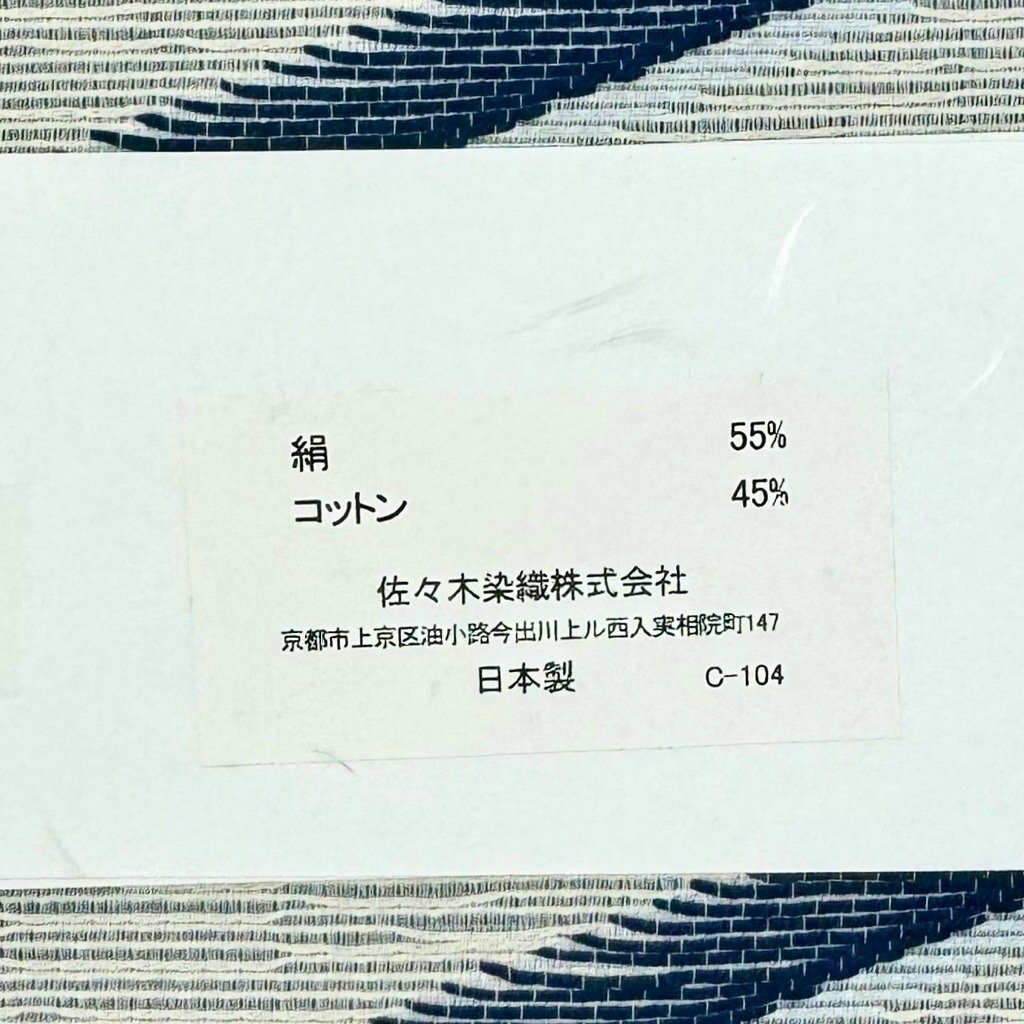 絹 55%
コットン 45%
佐々木染織株式会社
京都市上京区油小路今出川上ル西入実相院町147
日本製 C-104